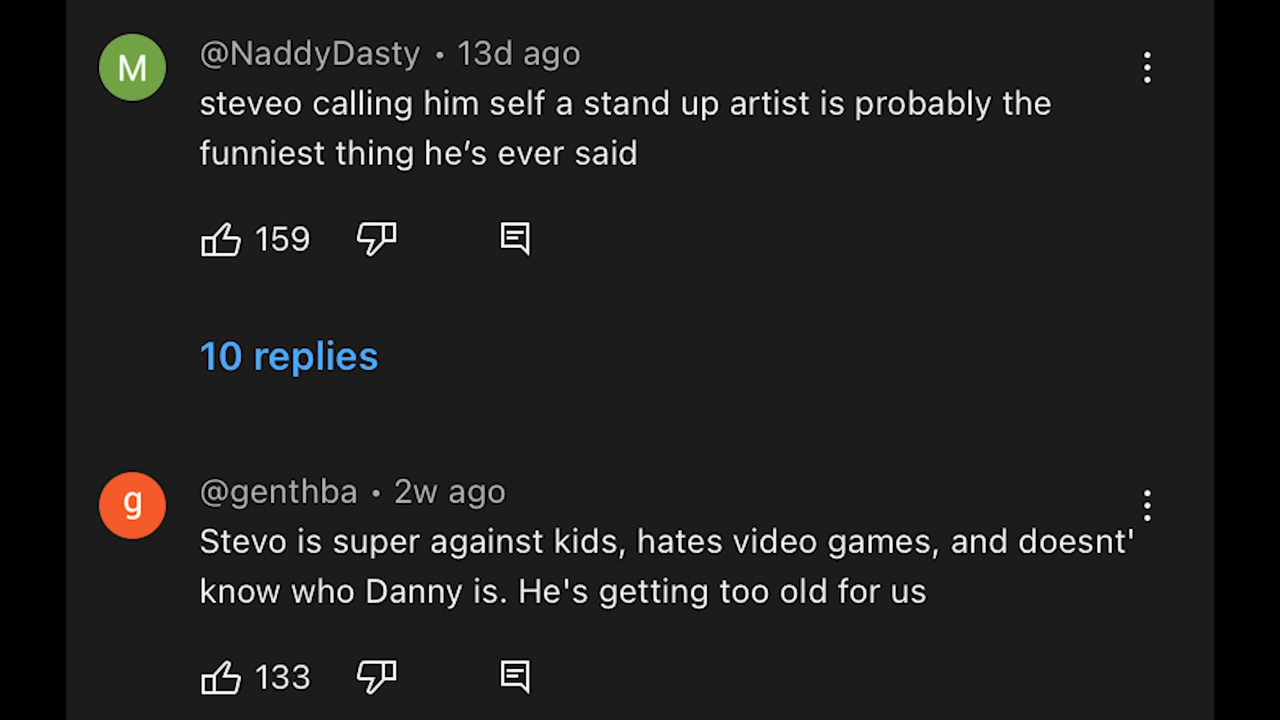 M
@NaddyDasty • 13d ago
steveo calling him self a stand up artist is probably the
funniest thing he’s ever said
159
10 replies
g
@genthba • 2w ago
Stevo is super against kids, hates video games, and doesnt'
know who Danny is. He's getting too old for us
133